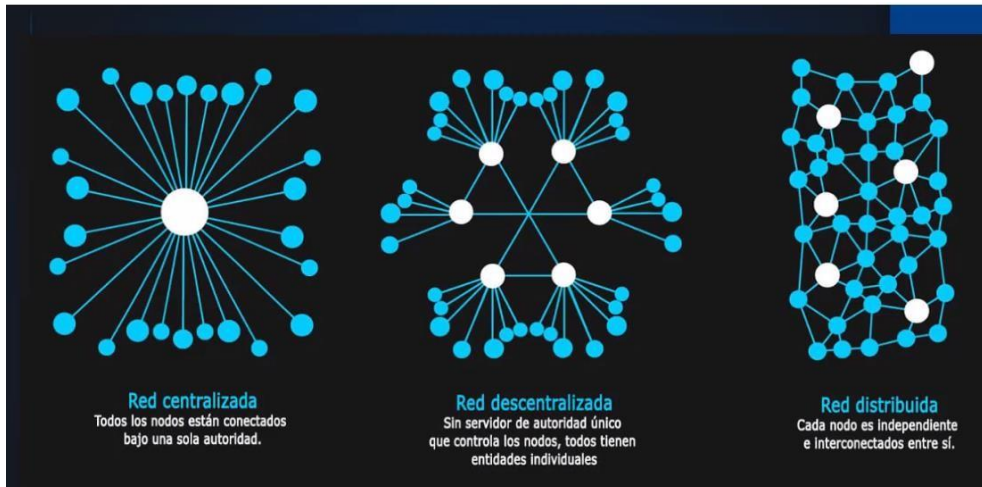 Red centralizada
Todos los nodos están conectados
bajo una sola autoridad.
Red descentralizada
Sin servidor de autoridad único
que controla los nodos, todos tienen
entidades individuales
Red distribuida
Cada nodo es independiente
e interconectados entre sí.